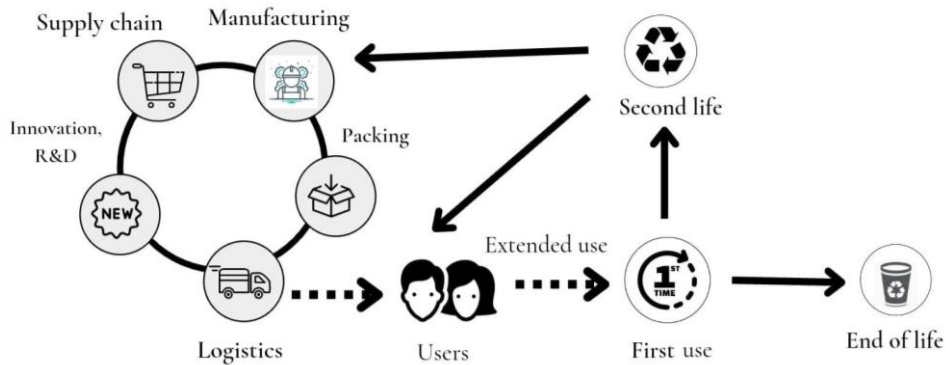 Supply chain
Manufacturing
Innovation,
R&D
Packing
NEW
Logistics
Users
Extended use
1ST
TIME
First use
Second life
End of life